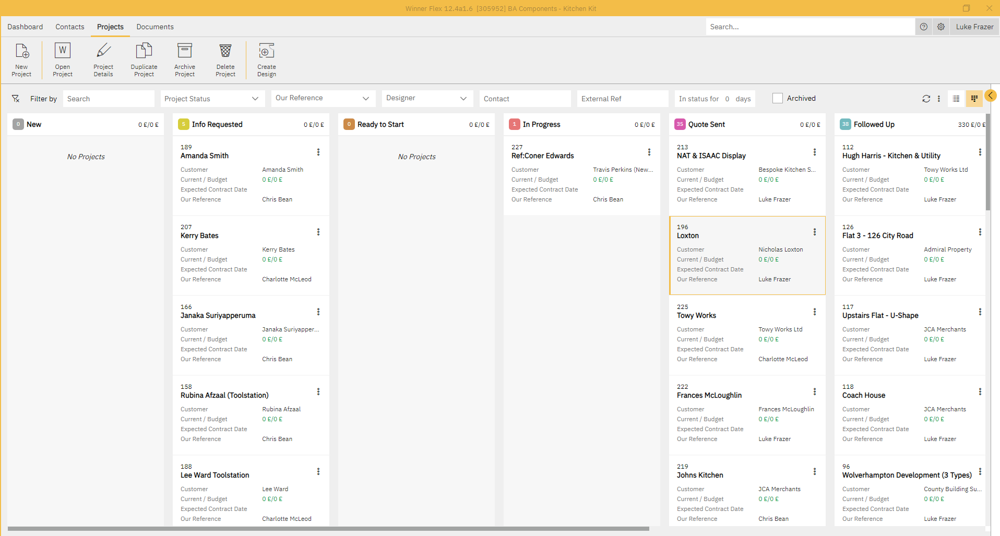 Winner Flex 12.4a1.6 [305952] BA Components - Kitchen Kit
Dashboard Contacts Projects Documents Search... Luke Frazer
New Project
Open Project
Project Details
Duplicate Project
Archive Project
Delete Project
Create Design
W
Filter by Search Project Status Our Reference Designer Contact External Ref In status for 0 days Archived
0 New 0 £/0 £
No Projects
5 Info Requested 0 £/0 £
189
Amanda Smith
Customer Amanda Smith
Current / Budget 0 £/0 £
Expected Contract Date
Our Reference Chris Bean
207
Kerry Bates
Customer Kerry Bates
Current / Budget 0 £/0 £
Expected Contract Date
Our Reference Charlotte McLeod
166
Janaka Suriyapperuma
Customer Janaka Suriyapper...
Current / Budget 0 £/0 £
Expected Contract Date
Our Reference Chris Bean
158
Rubina Afzaal (Toolstation)
Customer Rubina Afzaal
Current / Budget 0 £/0 £
Expected Contract Date
Our Reference Chris Bean
188
Lee Ward Toolstation
Customer Lee Ward
Current / Budget 0 £/0 £
Expected Contract Date
Our Reference Charlotte McLeod
0 Ready to Start 0 £/0 £
No Projects
1 In Progress 0 £/0 £
227
Ref:Coner Edwards
Customer Travis Perkins (New...
Current / Budget 0 £/0 £
Expected Contract Date
Our Reference Chris Bean
35 Quote Sent 0 £/0 £
213
NAT & ISAAC Display
Customer Bespoke Kitchen S...
Current / Budget 0 £/0 £
Expected Contract Date
Our Reference Luke Frazer
196
Loxton
Customer Nicholas Loxton
Current / Budget 0 £/0 £
Expected Contract Date
Our Reference Luke Frazer
225
Towy Works
Customer Towy Works Ltd
Current / Budget 0 £/0 £
Expected Contract Date
Our Reference Charlotte McLeod
222
Frances McLoughlin
Customer Frances McLoughlin
Current / Budget 0 £/0 £
Expected Contract Date
Our Reference Luke Frazer
219
Johns Kitchen
Customer JCA Merchants
Current / Budget 0 £/0 £
Expected Contract Date
Our Reference Chris Bean
38 Followed Up 330 £/0 £
112
Hugh Harris - Kitchen & Utility
Customer Towy Works Ltd
Current / Budget 0 £/0 £
Expected Contract Date
Our Reference Luke Frazer
126
Flat 3 - 126 City Road
Customer Admiral Property
Current / Budget 0 £/0 £
Expected Contract Date
Our Reference Luke Frazer
117
Upstairs Flat - U-Shape
Customer JCA Merchants
Current / Budget 0 £/0 £
Expected Contract Date
Our Reference Luke Frazer
118
Coach House
Customer JCA Merchants
Current / Budget 0 £/0 £
Expected Contract Date
Our Reference Luke Frazer
96
Wolverhampton Development (3 Types)
Customer County Building Su...
Current / Budget 0 £/0 £
Expected Contract Date
Our Reference Luke Frazer